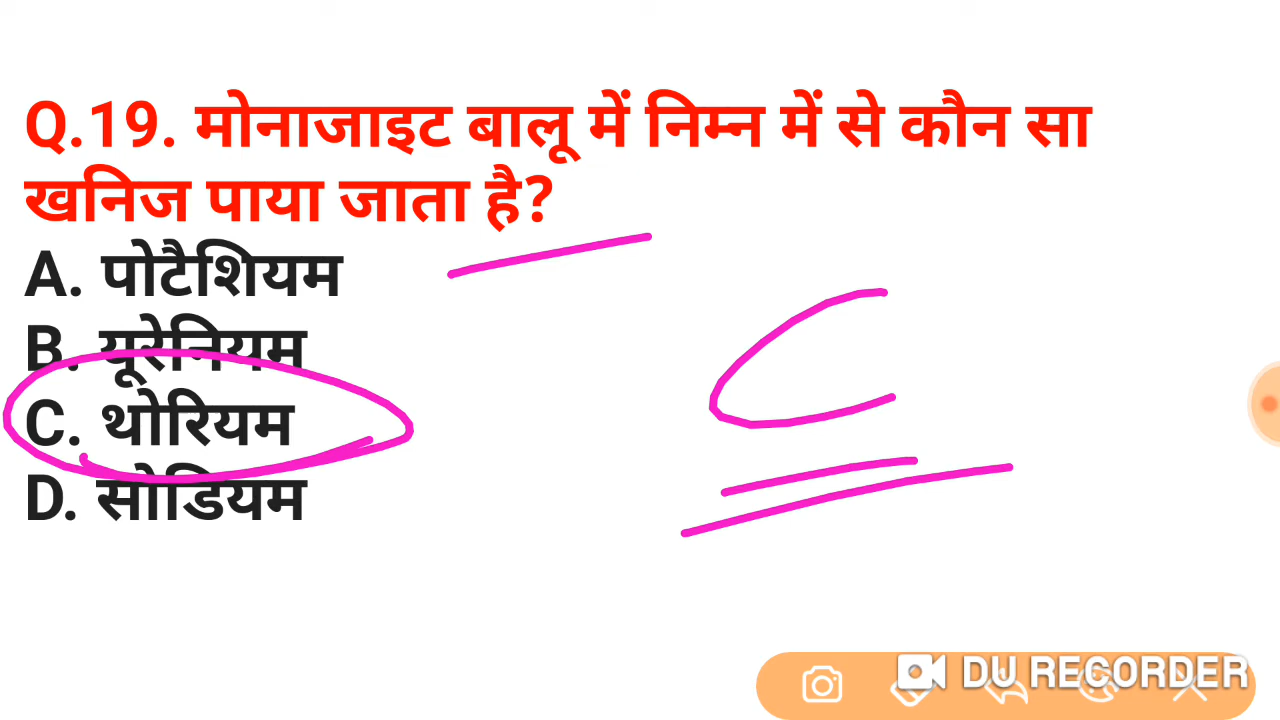 Q.19. मोनाजाइट बालू में निम्न में से कौन सा
खनिज पाया जाता है?
A. पोटैशियम
B. यूरेनियम
C. थोरियम
D. सोडियम
C
DU RECORDER